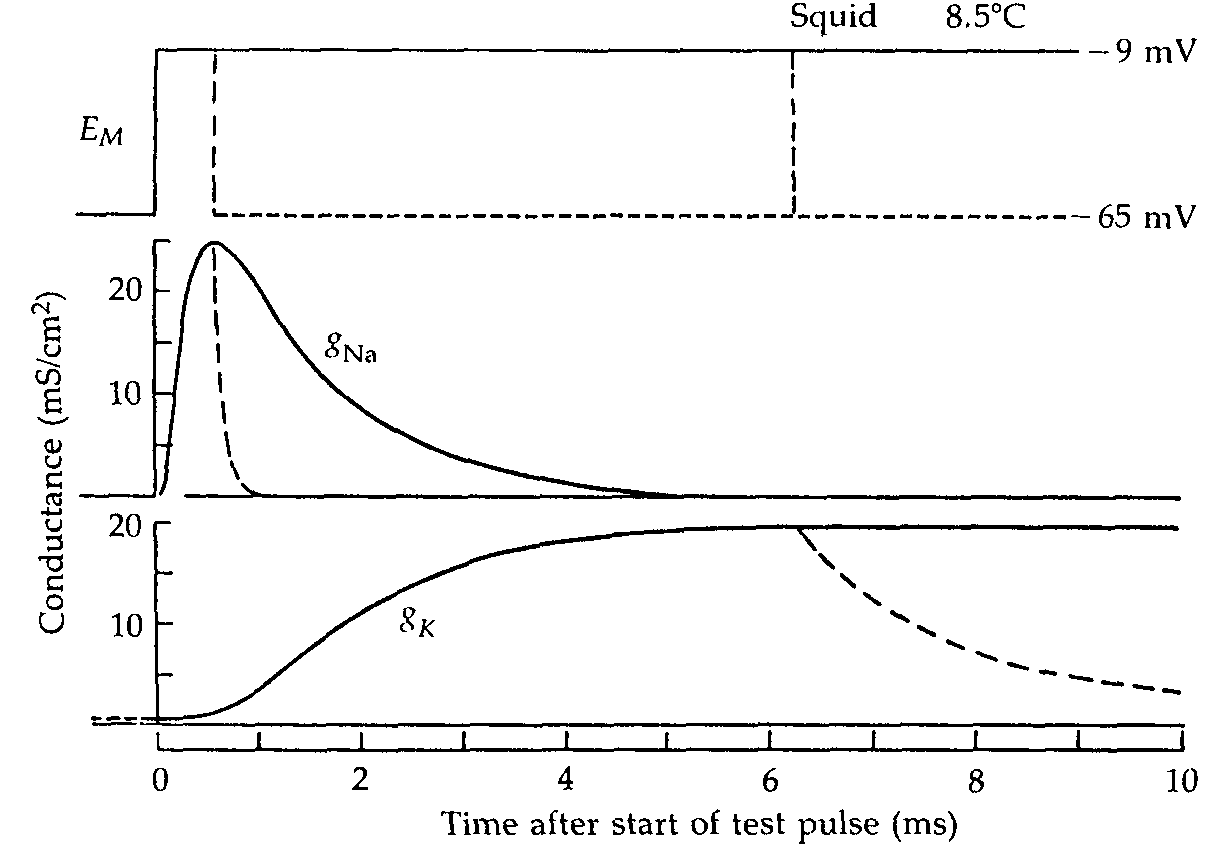 Squid 8.5°C
−9 mV
E_M
−65 mV
20
g_Na
10
Conductance (mS/cm²)
20
10
g_K
0 2 4 6 8 10
Time after start of test pulse (ms)